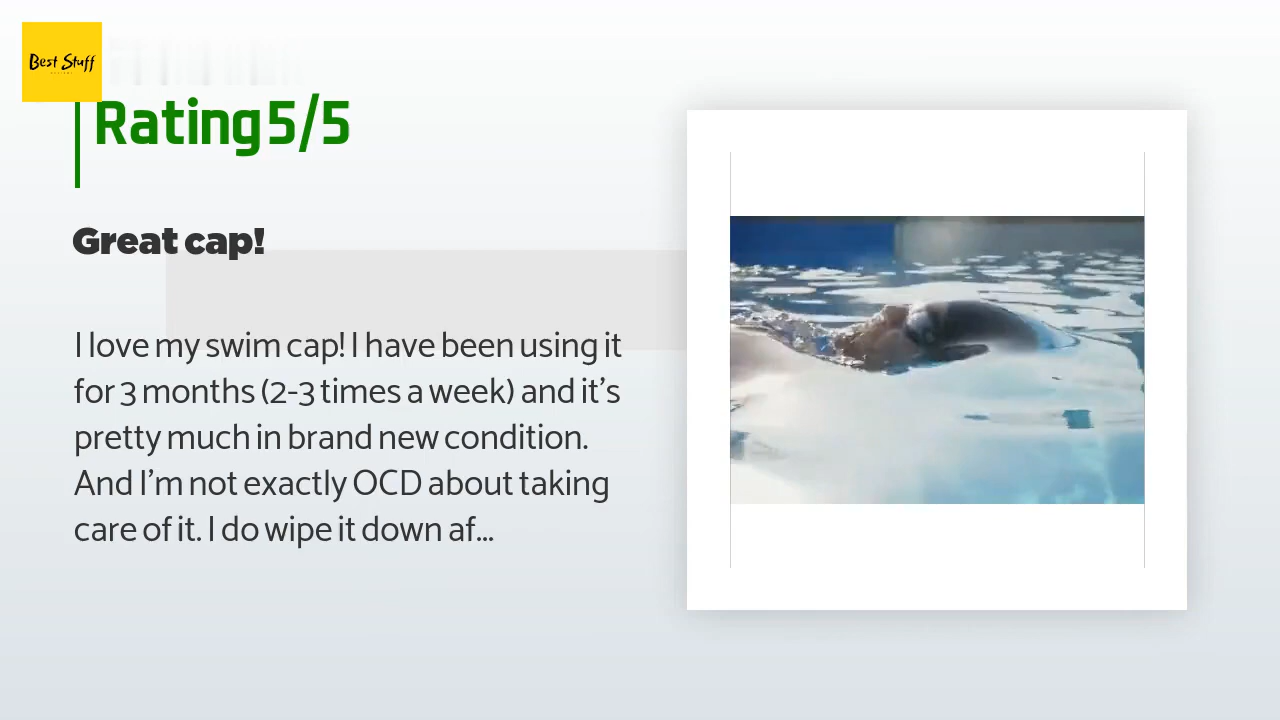 Best Stuff
Rating 5/5
Great cap!
I love my swim cap! I have been using it
for 3 months (2-3 times a week) and it's
pretty much in brand new condition.
And I'm not exactly OCD about taking
care of it. I do wipe it down af...